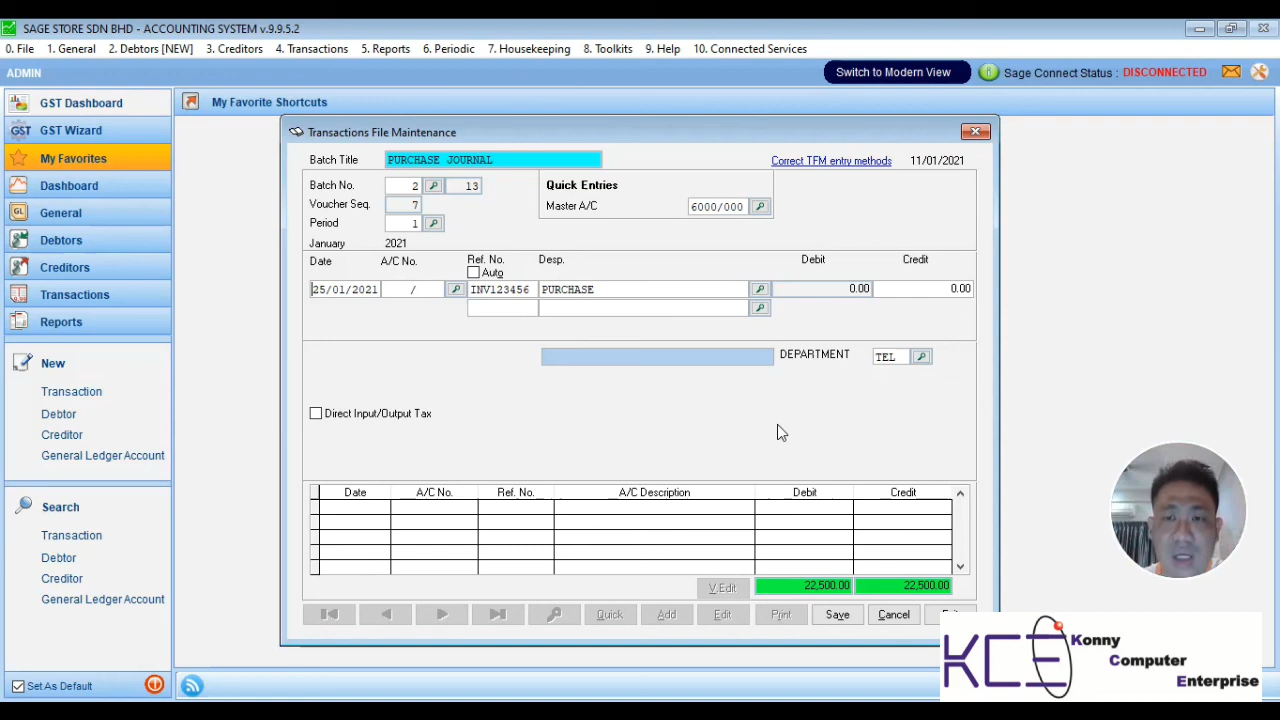 SAGE STORE SDN BHD - ACCOUNTING SYSTEM v.9.9.5.2
0. File 1. General 2. Debtors [NEW] 3. Creditors 4. Transactions 5. Reports 6. Periodic 7. Housekeeping 8. Toolkits 9. Help 10. Connected Services
ADMIN
Switch to Modern View
Sage Connect Status : DISCONNECTED
GST Dashboard
GST GST Wizard
My Favorites
Dashboard
GL General
Debtors
Creditors
Transactions
Reports
New
Transaction
Debtor
Creditor
General Ledger Account
Search
Transaction
Debtor
Creditor
General Ledger Account
Set As Default
My Favorite Shortcuts
Transactions File Maintenance
Batch Title PURCHASE JOURNAL
Correct TFM entry methods 11/01/2021
Batch No. 2 13
Quick Entries
Voucher Seq. 7
Master A/C 6000/000
Period 1
January 2021
Date A/C No. Ref. No. Desp. Debit Credit
Auto
25/01/2021 / INV123456 PURCHASE 0.00 0.00
DEPARTMENT TEL
Direct Input/Output Tax
Date A/C No. Ref. No. A/C Description Debit Credit
V.Edit 22,500.00 22,500.00
Quick Add Edit Print Save Cancel
KCE
Konny
Computer
Enterprise